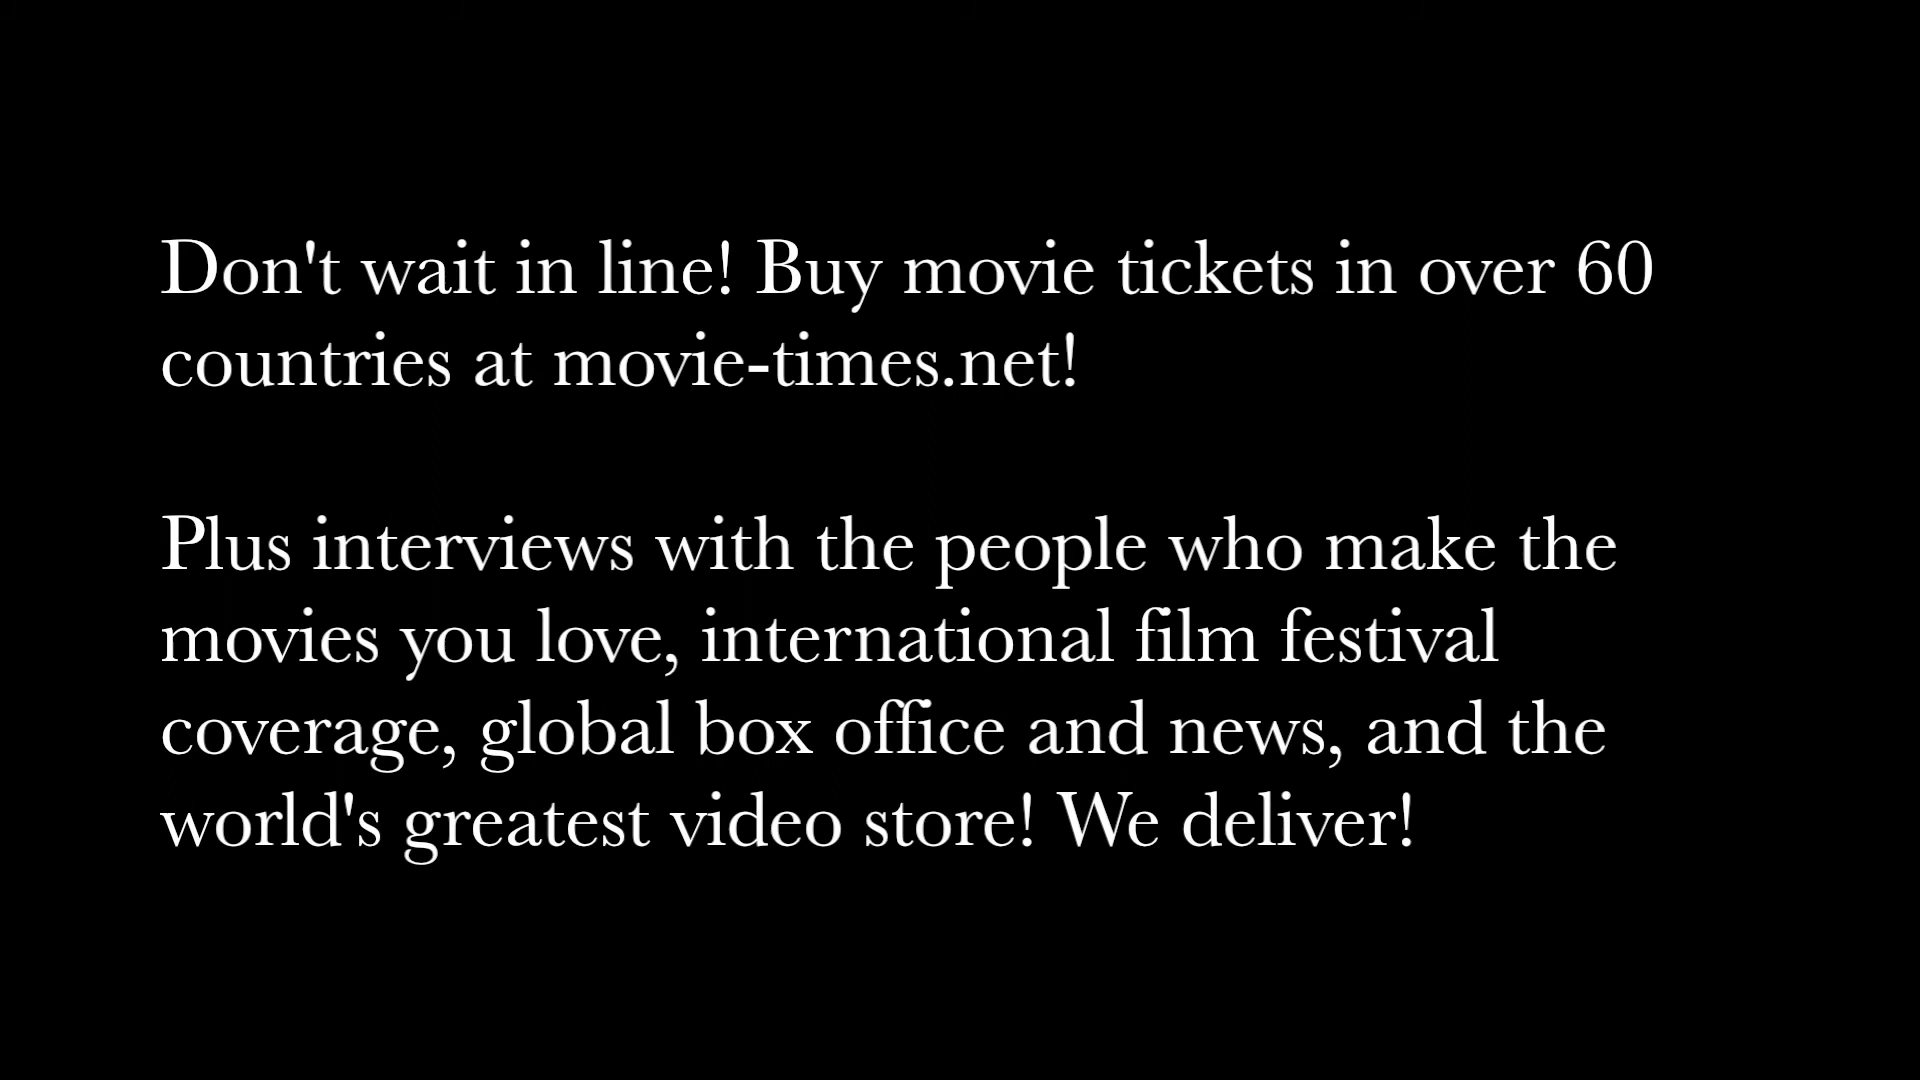 Don't wait in line! Buy movie tickets in over 60
countries at movie-times.net!
Plus interviews with the people who make the
movies you love, international film festival
coverage, global box office and news, and the
world's greatest video store! We deliver!